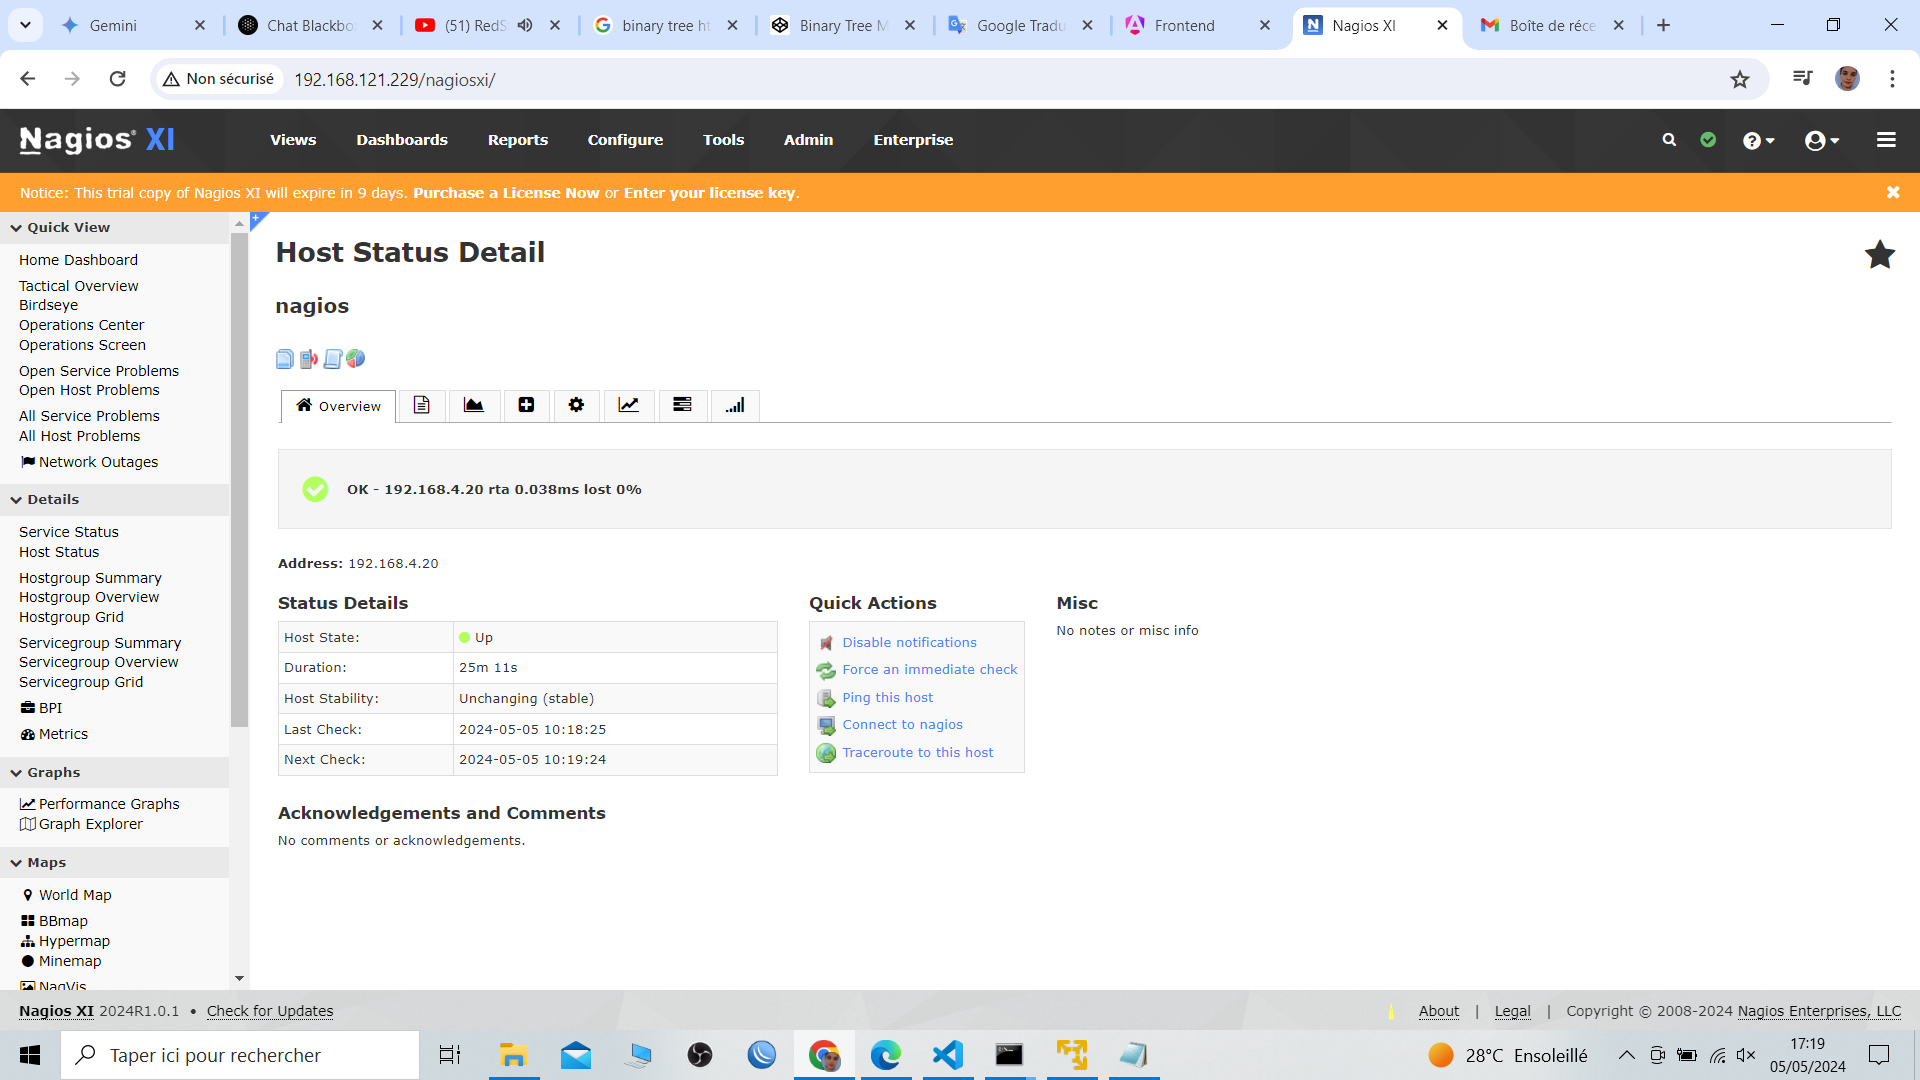 Gemini
Chat Blackbo
(51) RedS
binary tree ht
Binary Tree M
Google Tradu
Frontend
Nagios XI
Boîte de réce
Non sécurisé
192.168.121.229/nagiosxi/
Nagios® XI
Views
Dashboards
Reports
Configure
Tools
Admin
Enterprise
Notice: This trial copy of Nagios XI will expire in 9 days. Purchase a License Now or Enter your license key.
Quick View
Home Dashboard
Tactical Overview
Birdseye
Operations Center
Operations Screen
Open Service Problems
Open Host Problems
All Service Problems
All Host Problems
Network Outages
Details
Service Status
Host Status
Hostgroup Summary
Hostgroup Overview
Hostgroup Grid
Servicegroup Summary
Servicegroup Overview
Servicegroup Grid
BPI
Metrics
Graphs
Performance Graphs
Graph Explorer
Maps
World Map
BBmap
Hypermap
Minemap
NagVis
Host Status Detail
nagios
Overview
OK - 192.168.4.20 rta 0.038ms lost 0%
Address: 192.168.4.20
Status Details
Host State: Up
Duration: 25m 11s
Host Stability: Unchanging (stable)
Last Check: 2024-05-05 10:18:25
Next Check: 2024-05-05 10:19:24
Quick Actions
Disable notifications
Force an immediate check
Ping this host
Connect to nagios
Traceroute to this host
Misc
No notes or misc info
Acknowledgements and Comments
No comments or acknowledgements.
Nagios XI 2024R1.0.1 • Check for Updates
About | Legal | Copyright © 2008-2024 Nagios Enterprises, LLC
Taper ici pour rechercher
28°C Ensoleillé
17:19
05/05/2024